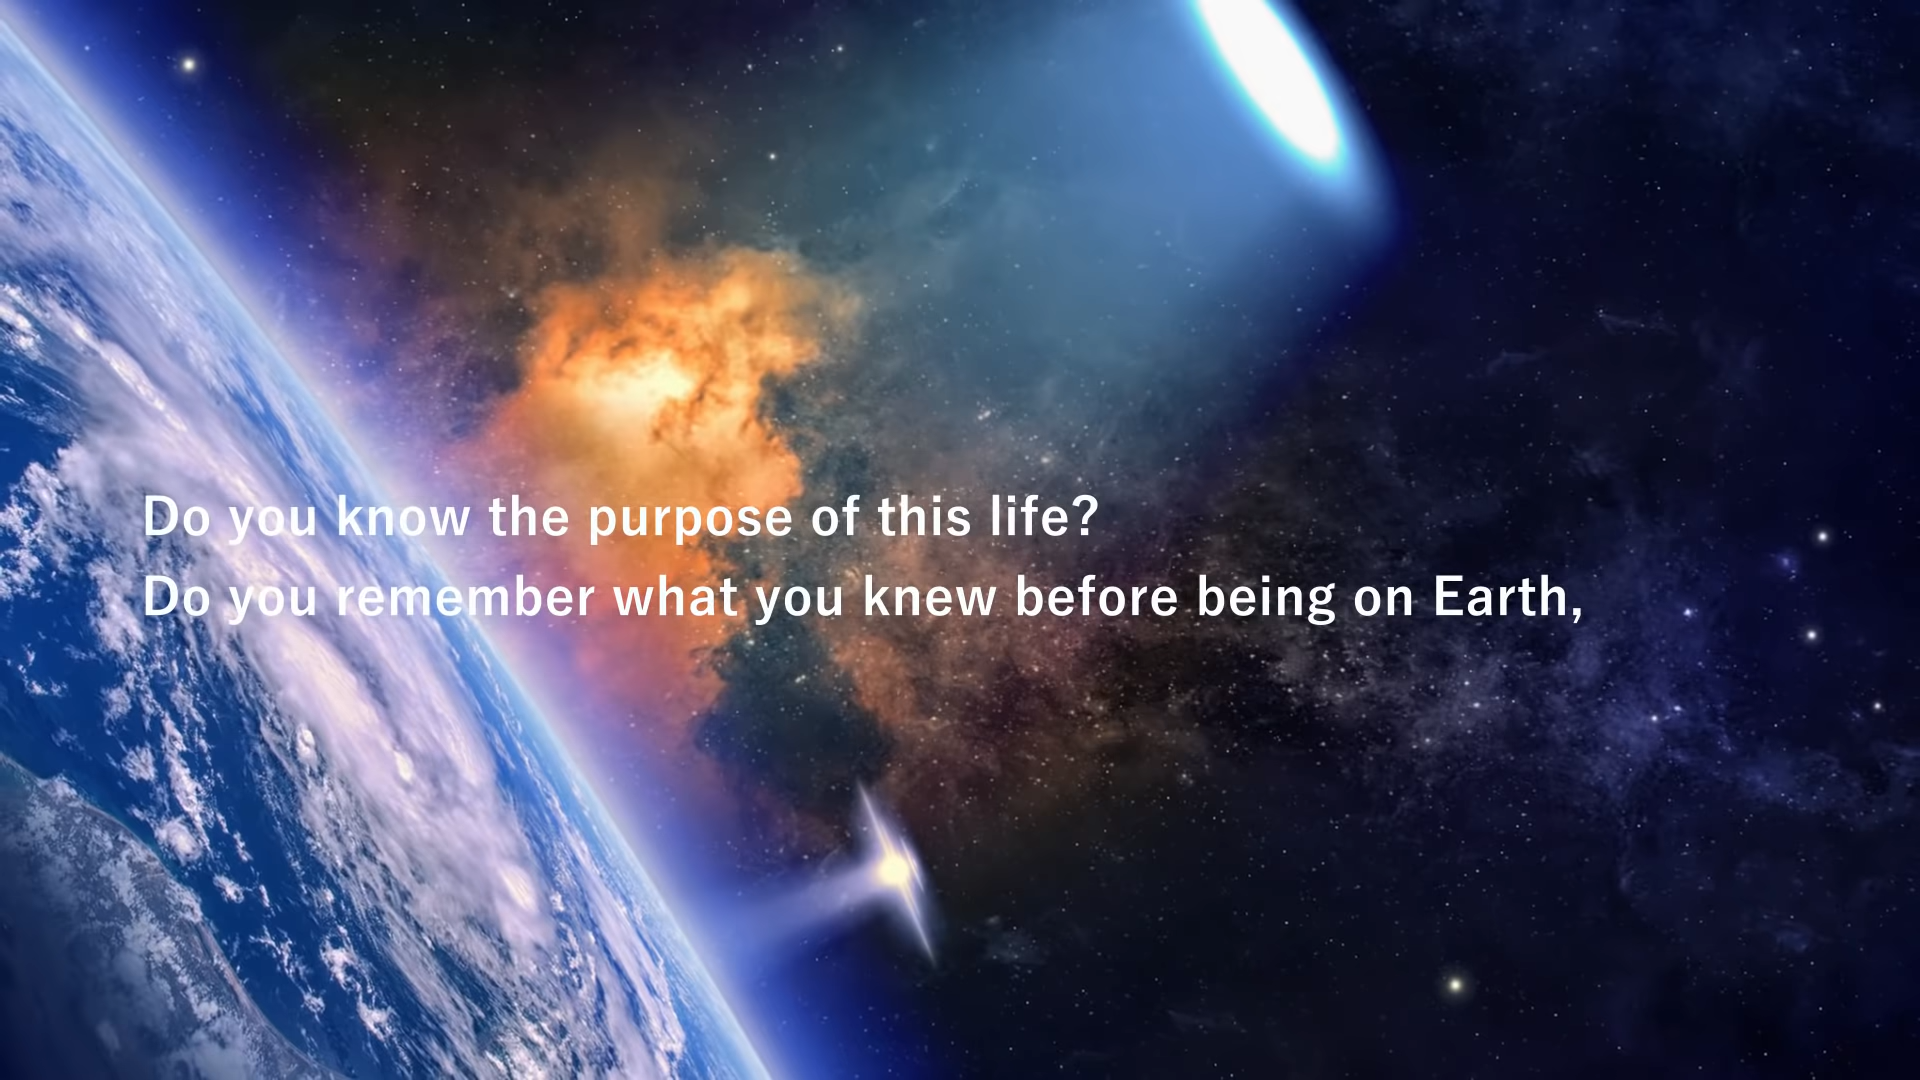 Do you know the purpose of this life?
Do you remember what you knew before being on Earth,